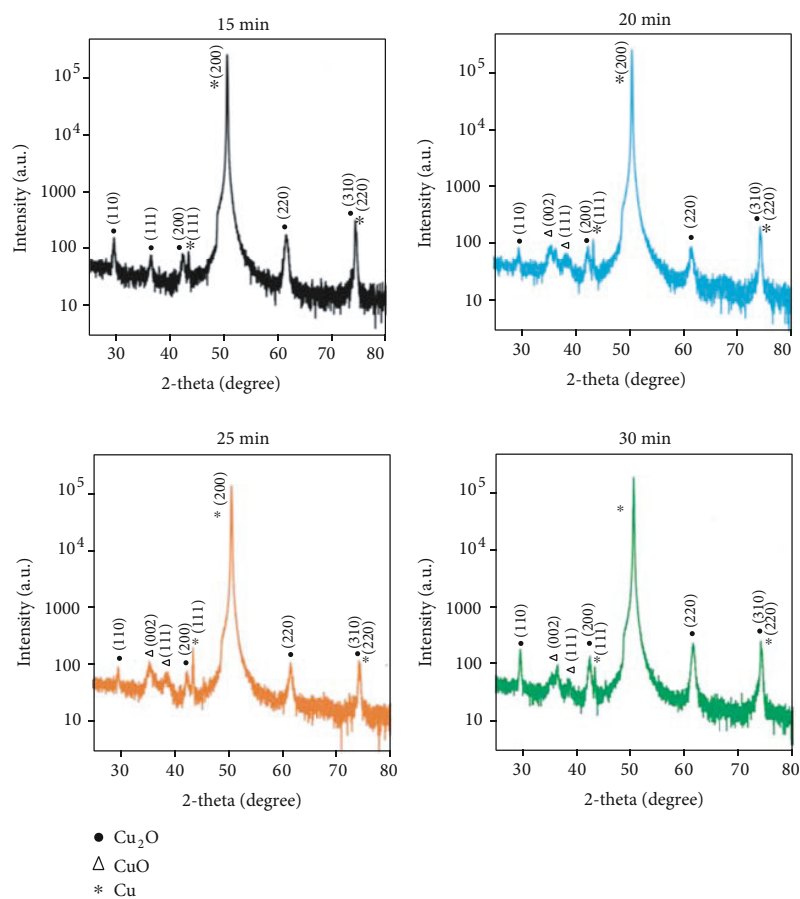 15 min
Intensity (a.u.)
10^5
10^4
1000
100
10
● (110)
● (111)
● (200)
* (111)
* (200)
● (220)
● (310)
* (220)
30 40 50 60 70 80
2-theta (degree)
20 min
Intensity (a.u.)
10^5
10^4
1000
100
10
● (110)
△ (002)
△ (111)
● (200)
* (111)
* (200)
● (220)
● (310)
* (220)
30 40 50 60 70 80
2-theta (degree)
25 min
Intensity (a.u.)
10^5
10^4
1000
100
10
● (110)
△ (002)
△ (111)
● (200)
* (111)
* (200)
● (220)
● (310)
* (220)
30 40 50 60 70 80
2-theta (degree)
30 min
Intensity (a.u.)
10^5
10^4
1000
100
10
● (110)
△ (002)
△ (111)
● (200)
* (111)
*
● (220)
● (310)
* (220)
30 40 50 60 70 80
2-theta (degree)
● Cu₂O
△ CuO
* Cu